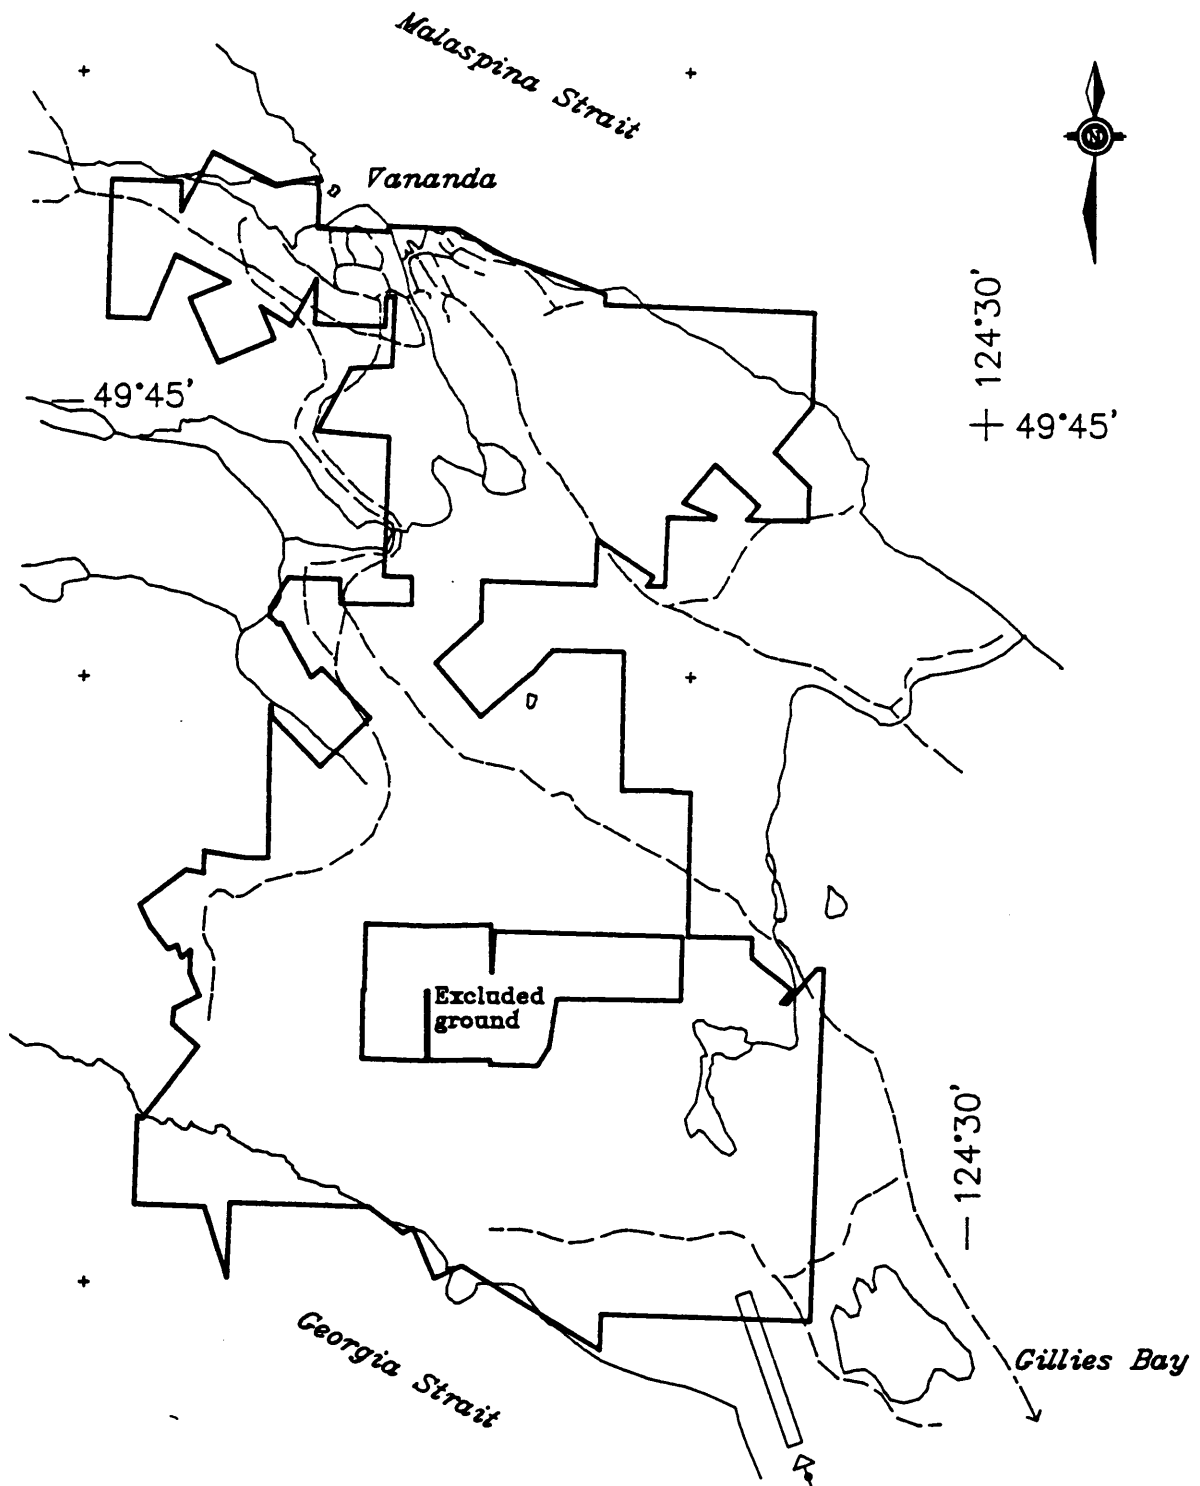 Malaspina Strait
N
Vananda
124°30'
49°45'
49°45'
Excluded
ground
124°30'
Georgia Strait
Gillies Bay